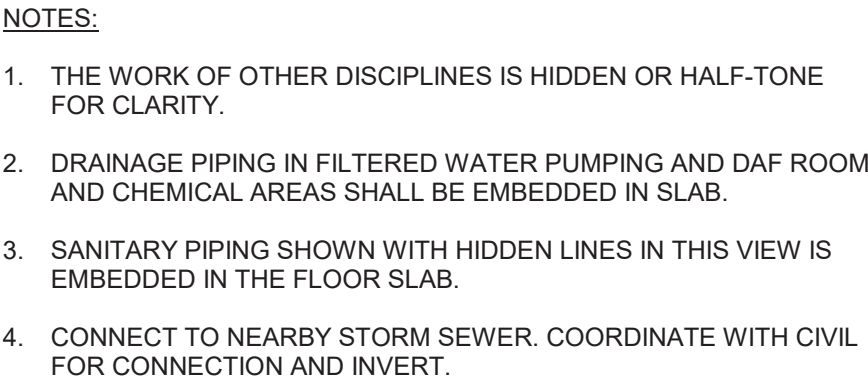 NOTES:
1. THE WORK OF OTHER DISCIPLINES IS HIDDEN OR HALF-TONE
FOR CLARITY.
2. DRAINAGE PIPING IN FILTERED WATER PUMPING AND DAF ROOM
AND CHEMICAL AREAS SHALL BE EMBEDDED IN SLAB.
3. SANITARY PIPING SHOWN WITH HIDDEN LINES IN THIS VIEW IS
EMBEDDED IN THE FLOOR SLAB.
4. CONNECT TO NEARBY STORM SEWER. COORDINATE WITH CIVIL
FOR CONNECTION AND INVERT.